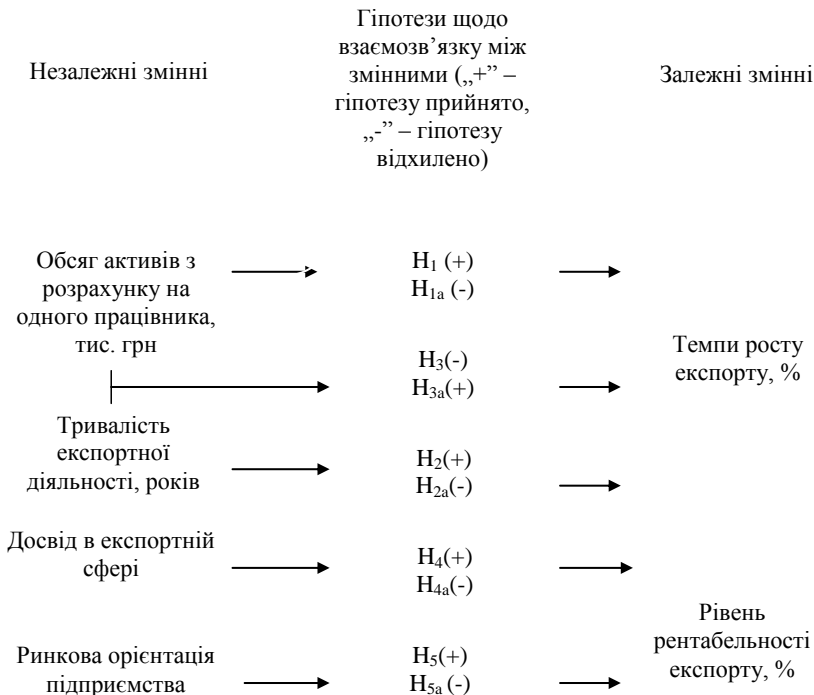 Незалежні змінні
Гіпотези щодо
взаємозв’язку між
змінними („+” –
гіпотезу прийнято,
„-” – гіпотезу
відхилено)
Залежні змінні
Обсяг активів з
розрахунку на
одного працівника,
тис. грн
H1 (+)
H1a (-)
H3(-)
H3a(+)
Темпи росту
експорту, %
Тривалість
експортної
діяльності, років
H2(+)
H2a(-)
Досвід в експортній
сфері
H4(+)
H4a(-)
Ринкова орієнтація
підприємства
H5(+)
H5a (-)
Рівень
рентабельності
експорту, %